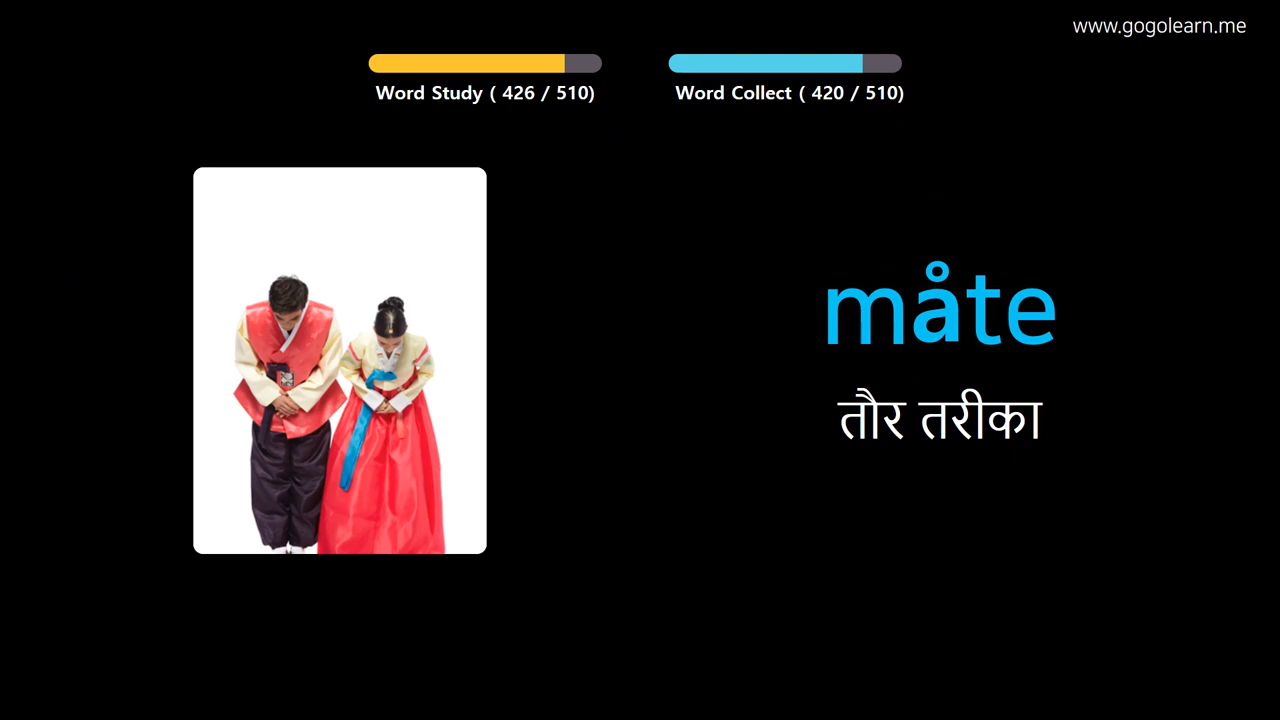 www.gogolearn.me
Word Study ( 426 / 510)
Word Collect ( 420 / 510)
måte
तौर तरीका